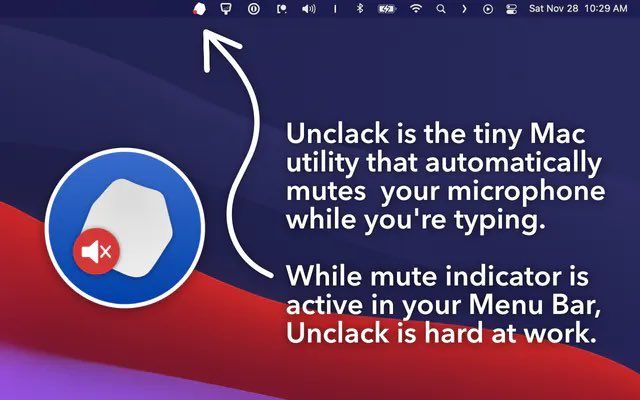 Sat Nov 28 10:29 AM
Unclack is the tiny Mac
utility that automatically
mutes  your microphone
while you're typing.
While mute indicator is
active in your Menu Bar,
Unclack is hard at work.